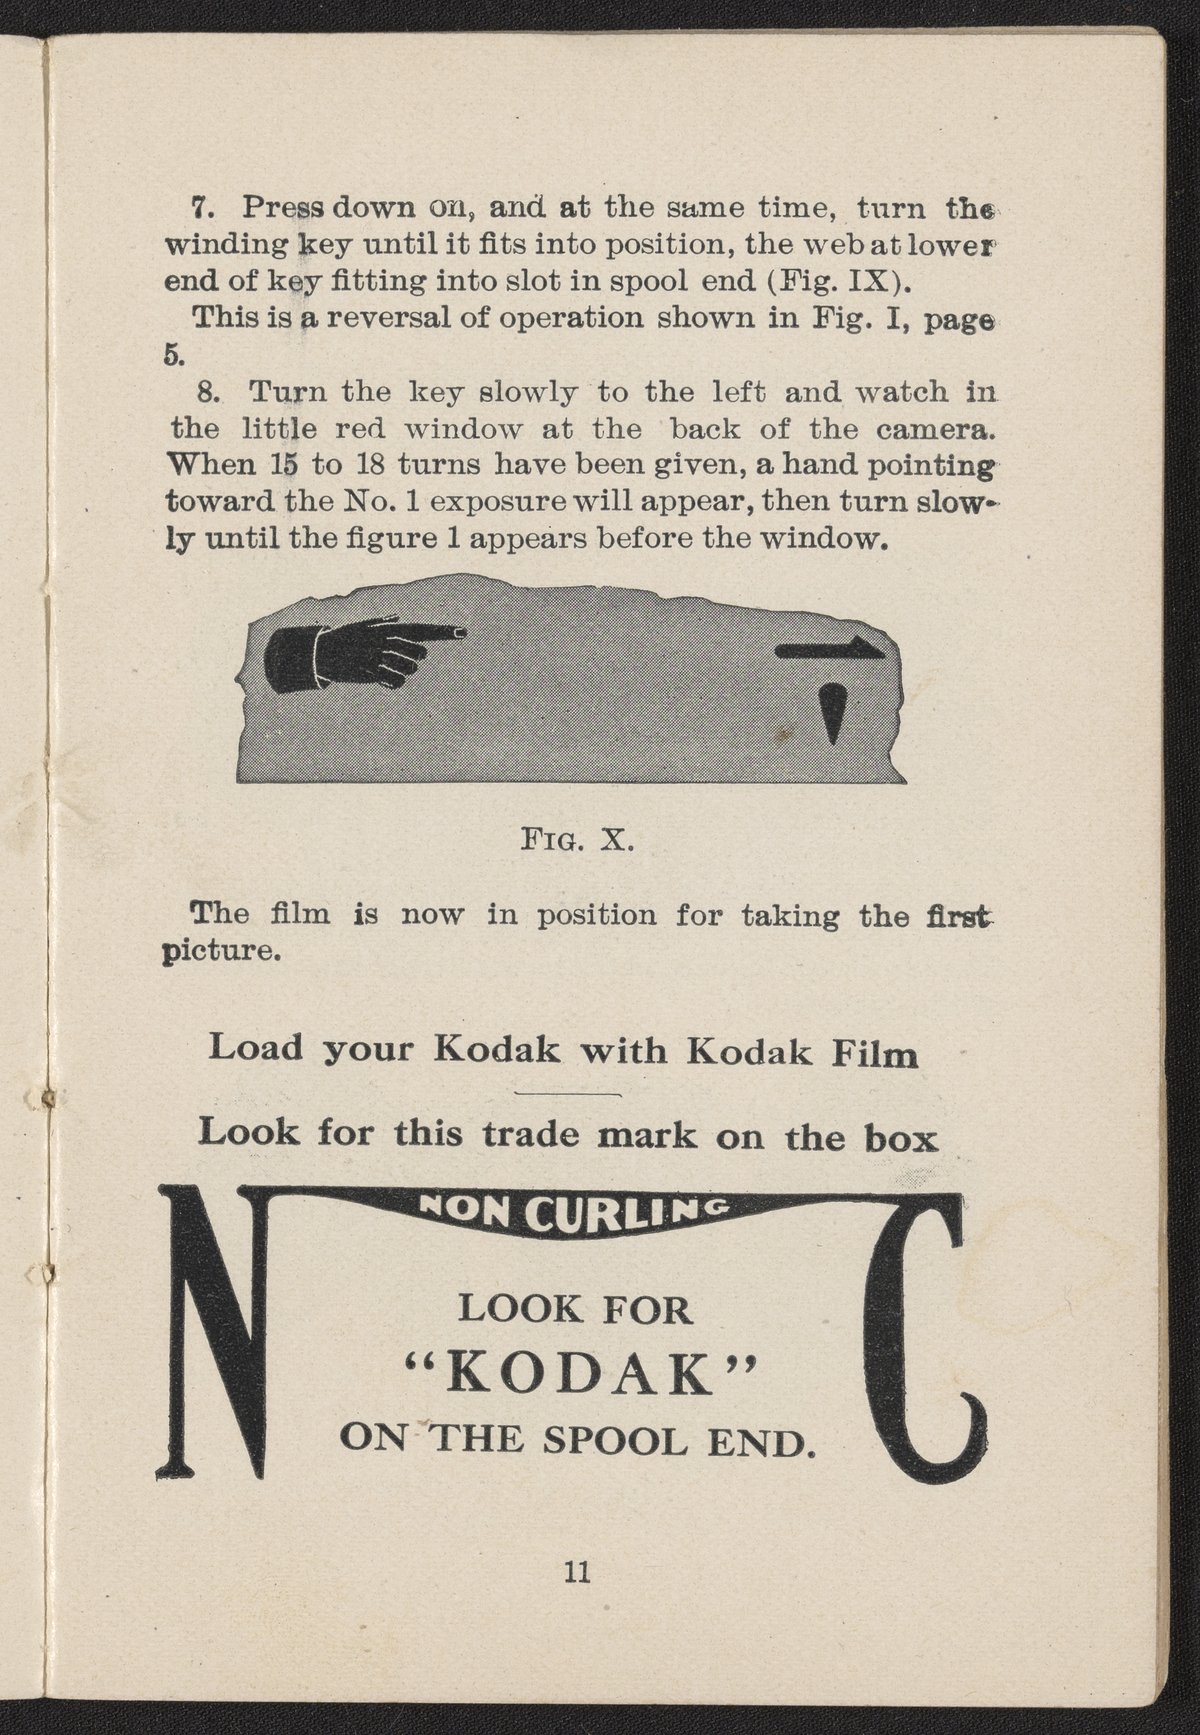 7. Press down on, and at the same time, turn the
winding key until it fits into position, the web at lower
end of key fitting into slot in spool end (Fig. IX).
This is a reversal of operation shown in Fig. I, page
5.
8. Turn the key slowly to the left and watch in
the little red window at the back of the camera.
When 15 to 18 turns have been given, a hand pointing
toward the No. 1 exposure will appear, then turn slow-
ly until the figure 1 appears before the window.
Fig. X.
The film is now in position for taking the first
picture.
Load your Kodak with Kodak Film
Look for this trade mark on the box
N NON CURLING C
LOOK FOR
“KODAK”
ON THE SPOOL END.
11